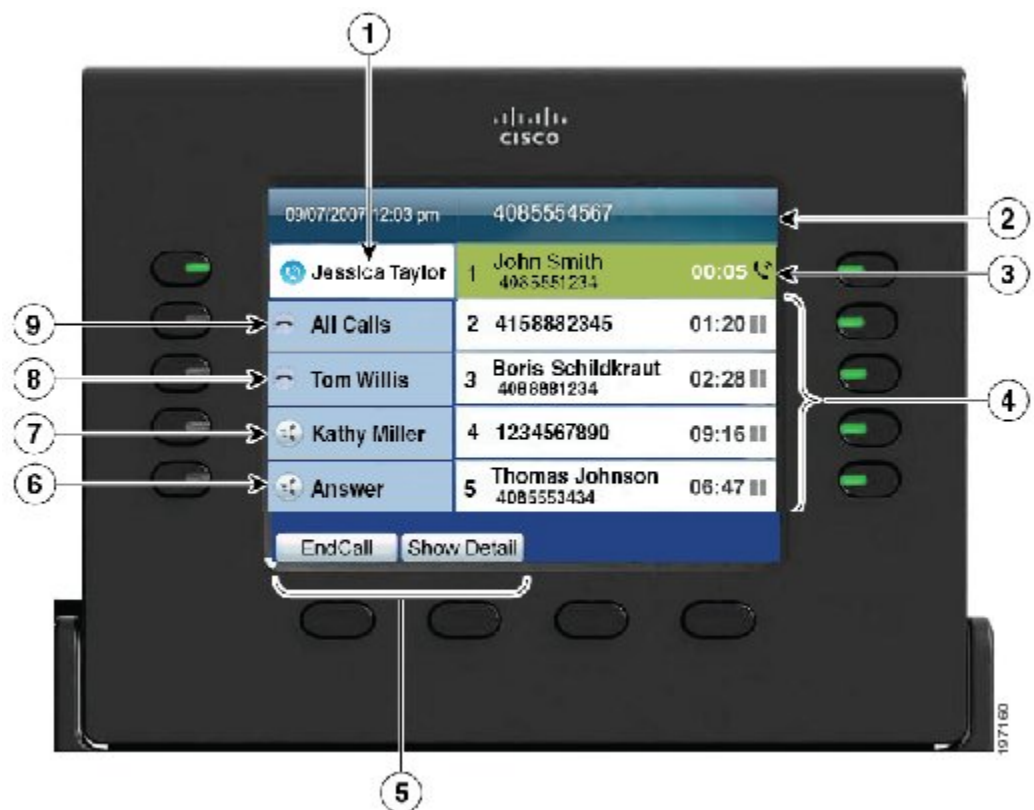 1
CISCO
09/07/2007 12:03 pm 4085554567
2
Jessica Taylor 1 John Smith 00:05
4085551234
3
9 All Calls 2 4158882345 01:20
8 Tom Willis 3 Boris Schildkraut 02:28
4088881234
4
7 Kathy Miller 4 1234567890 09:16
6 Answer 5 Thomas Johnson 06:47
4085553434
EndCall Show Detail
5
197160